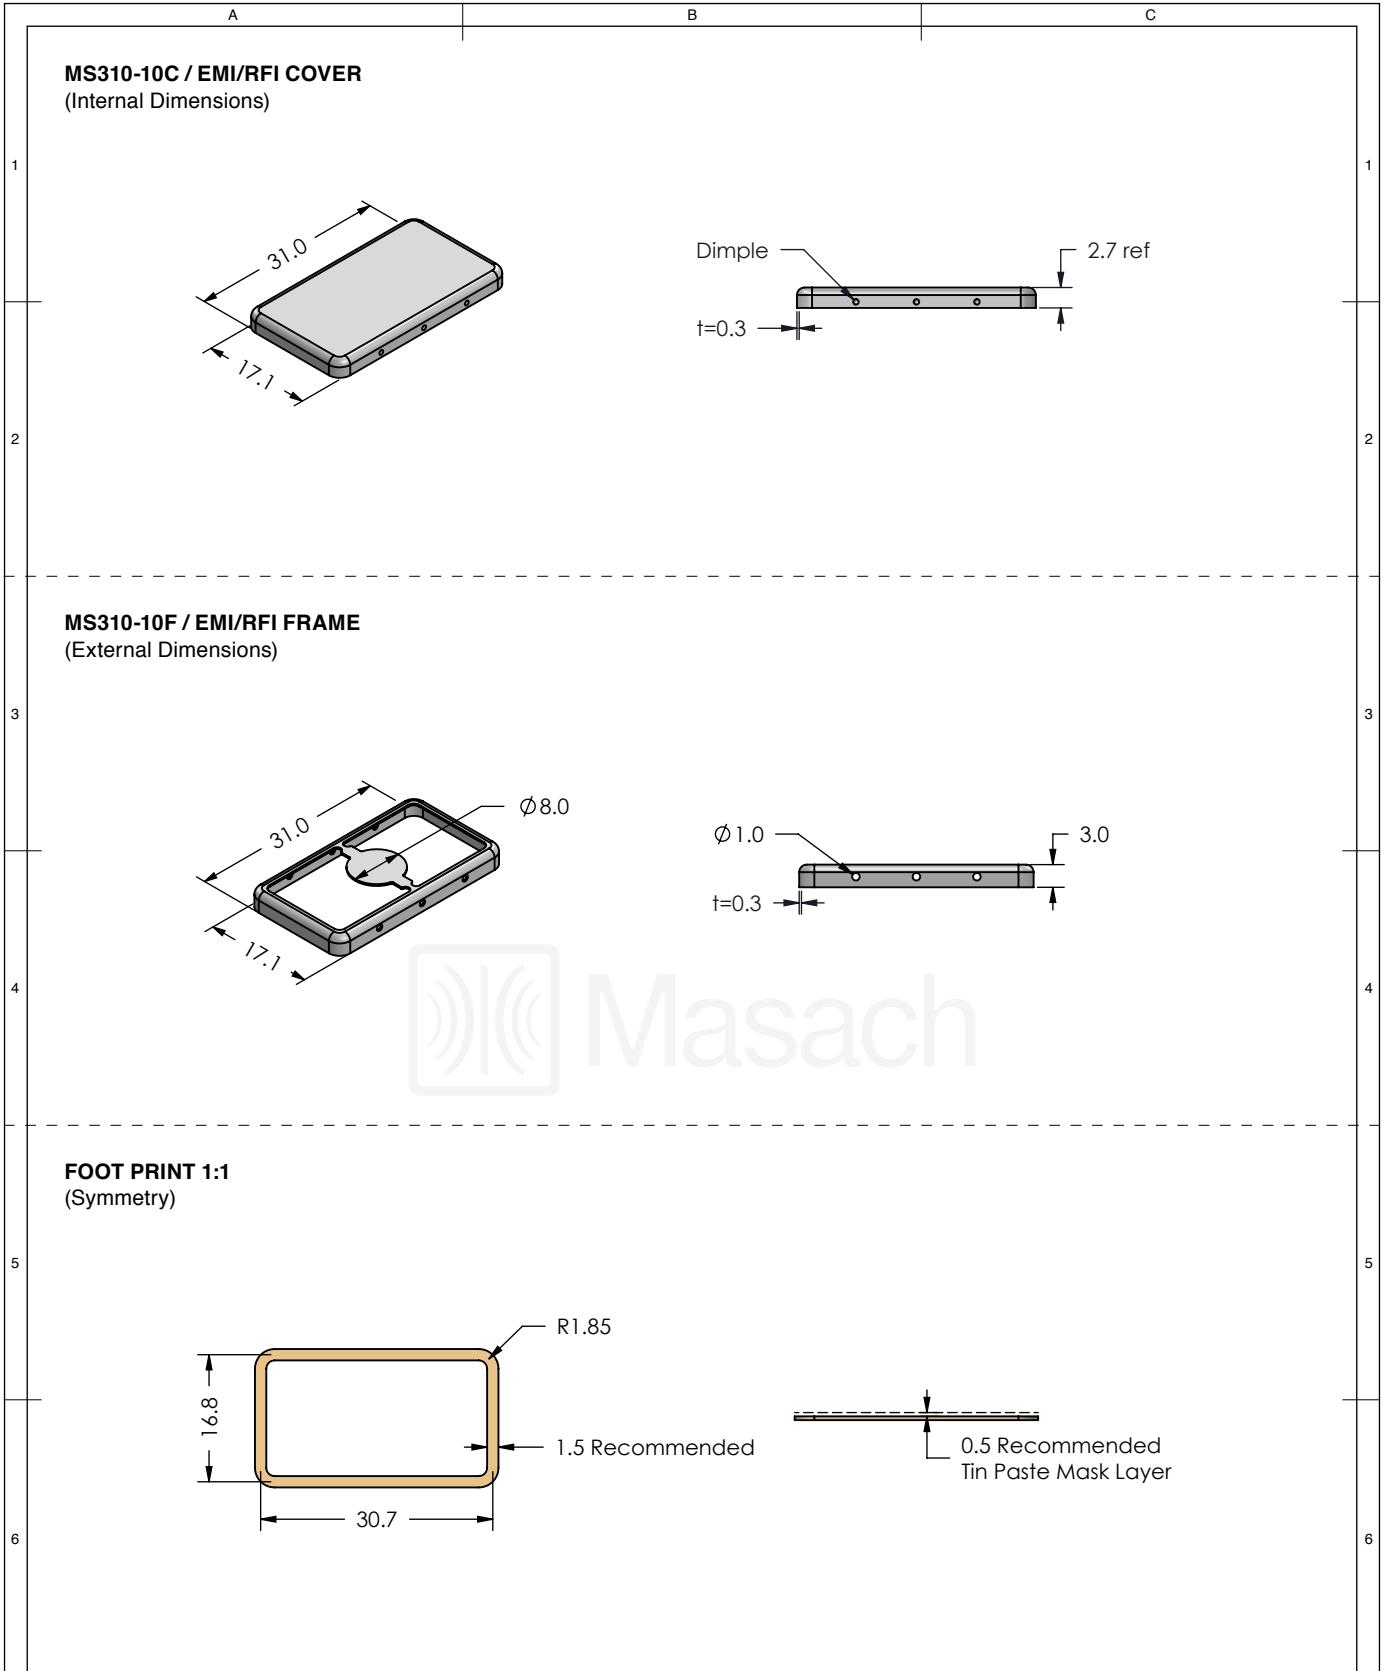 A B C
MS310-10C / EMI/RFI COVER
(Internal Dimensions)
1 1
31.0
Dimple
2.7 ref
t=0.3
17.1
2 2
MS310-10F / EMI/RFI FRAME
(External Dimensions)
3 3
31.0
∅8.0
∅1.0
3.0
t=0.3
17.1
Masach
4 4
FOOT PRINT 1:1
(Symmetry)
5 5
R1.85
16.8
1.5 Recommended
0.5 Recommended
Tin Paste Mask Layer
30.7
6 6